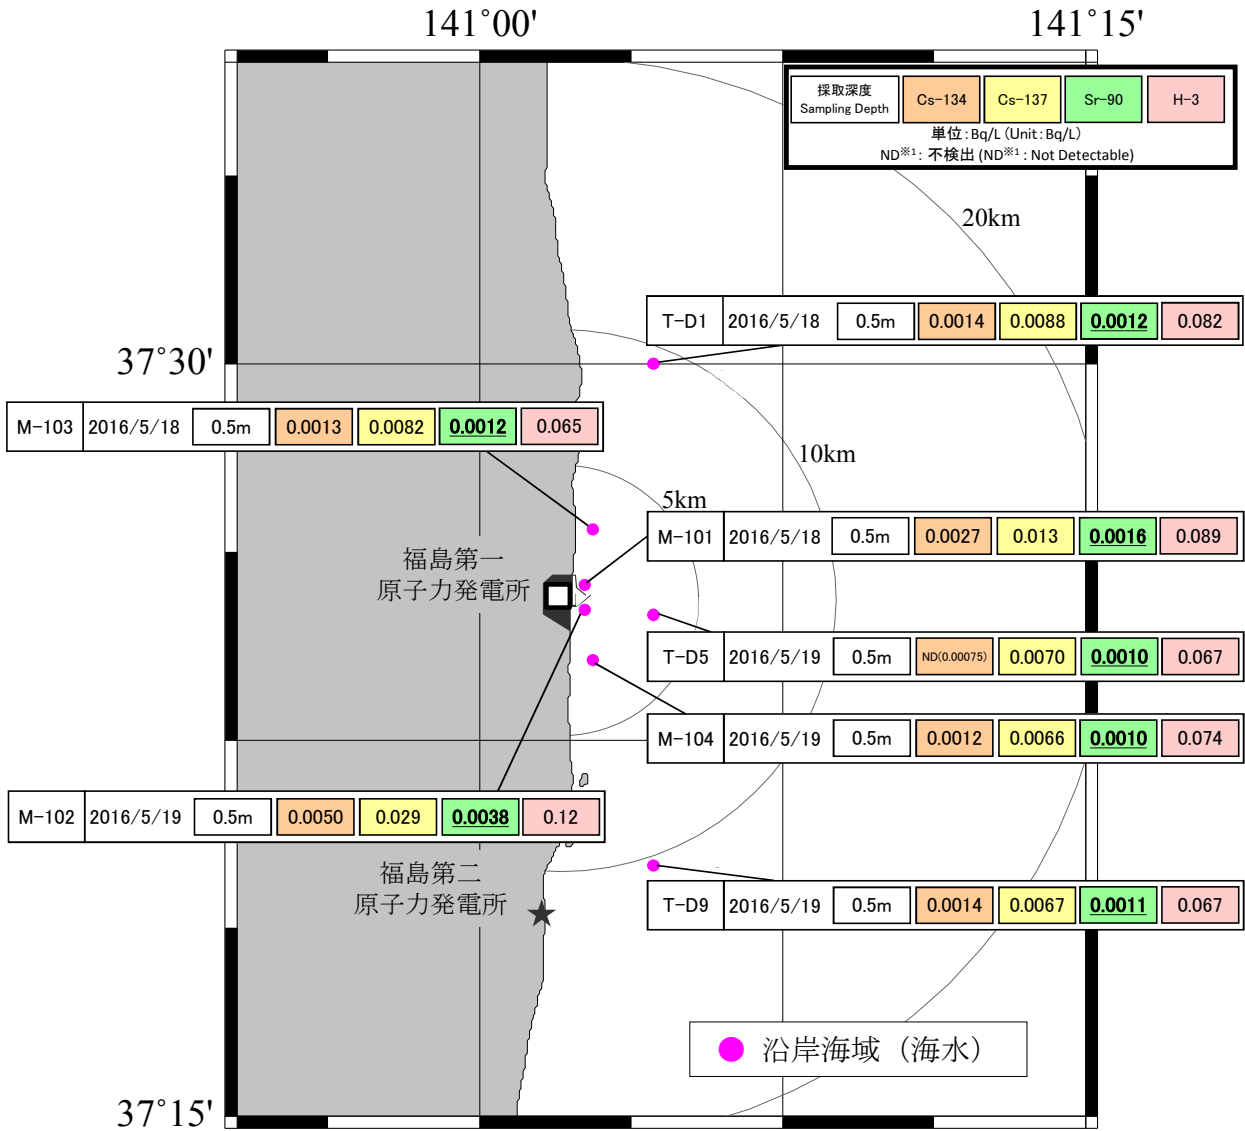 141°00'
141°15'
採取深度
Sampling Depth
Cs-134
Cs-137
Sr-90
H-3
単位:Bq/L (Unit:Bq/L)
ND※1: 不検出 (ND※1: Not Detectable)
20km
T-D1 2016/5/18 0.5m 0.0014 0.0088 0.0012 0.082
37°30'
M-103 2016/5/18 0.5m 0.0013 0.0082 0.0012 0.065
10km
5km
M-101 2016/5/18 0.5m 0.0027 0.013 0.0016 0.089
福島第一
原子力発電所
T-D5 2016/5/19 0.5m ND(0.00075) 0.0070 0.0010 0.067
M-104 2016/5/19 0.5m 0.0012 0.0066 0.0010 0.074
M-102 2016/5/19 0.5m 0.0050 0.029 0.0038 0.12
福島第二
原子力発電所
T-D9 2016/5/19 0.5m 0.0014 0.0067 0.0011 0.067
沿岸海域（海水）
37°15'